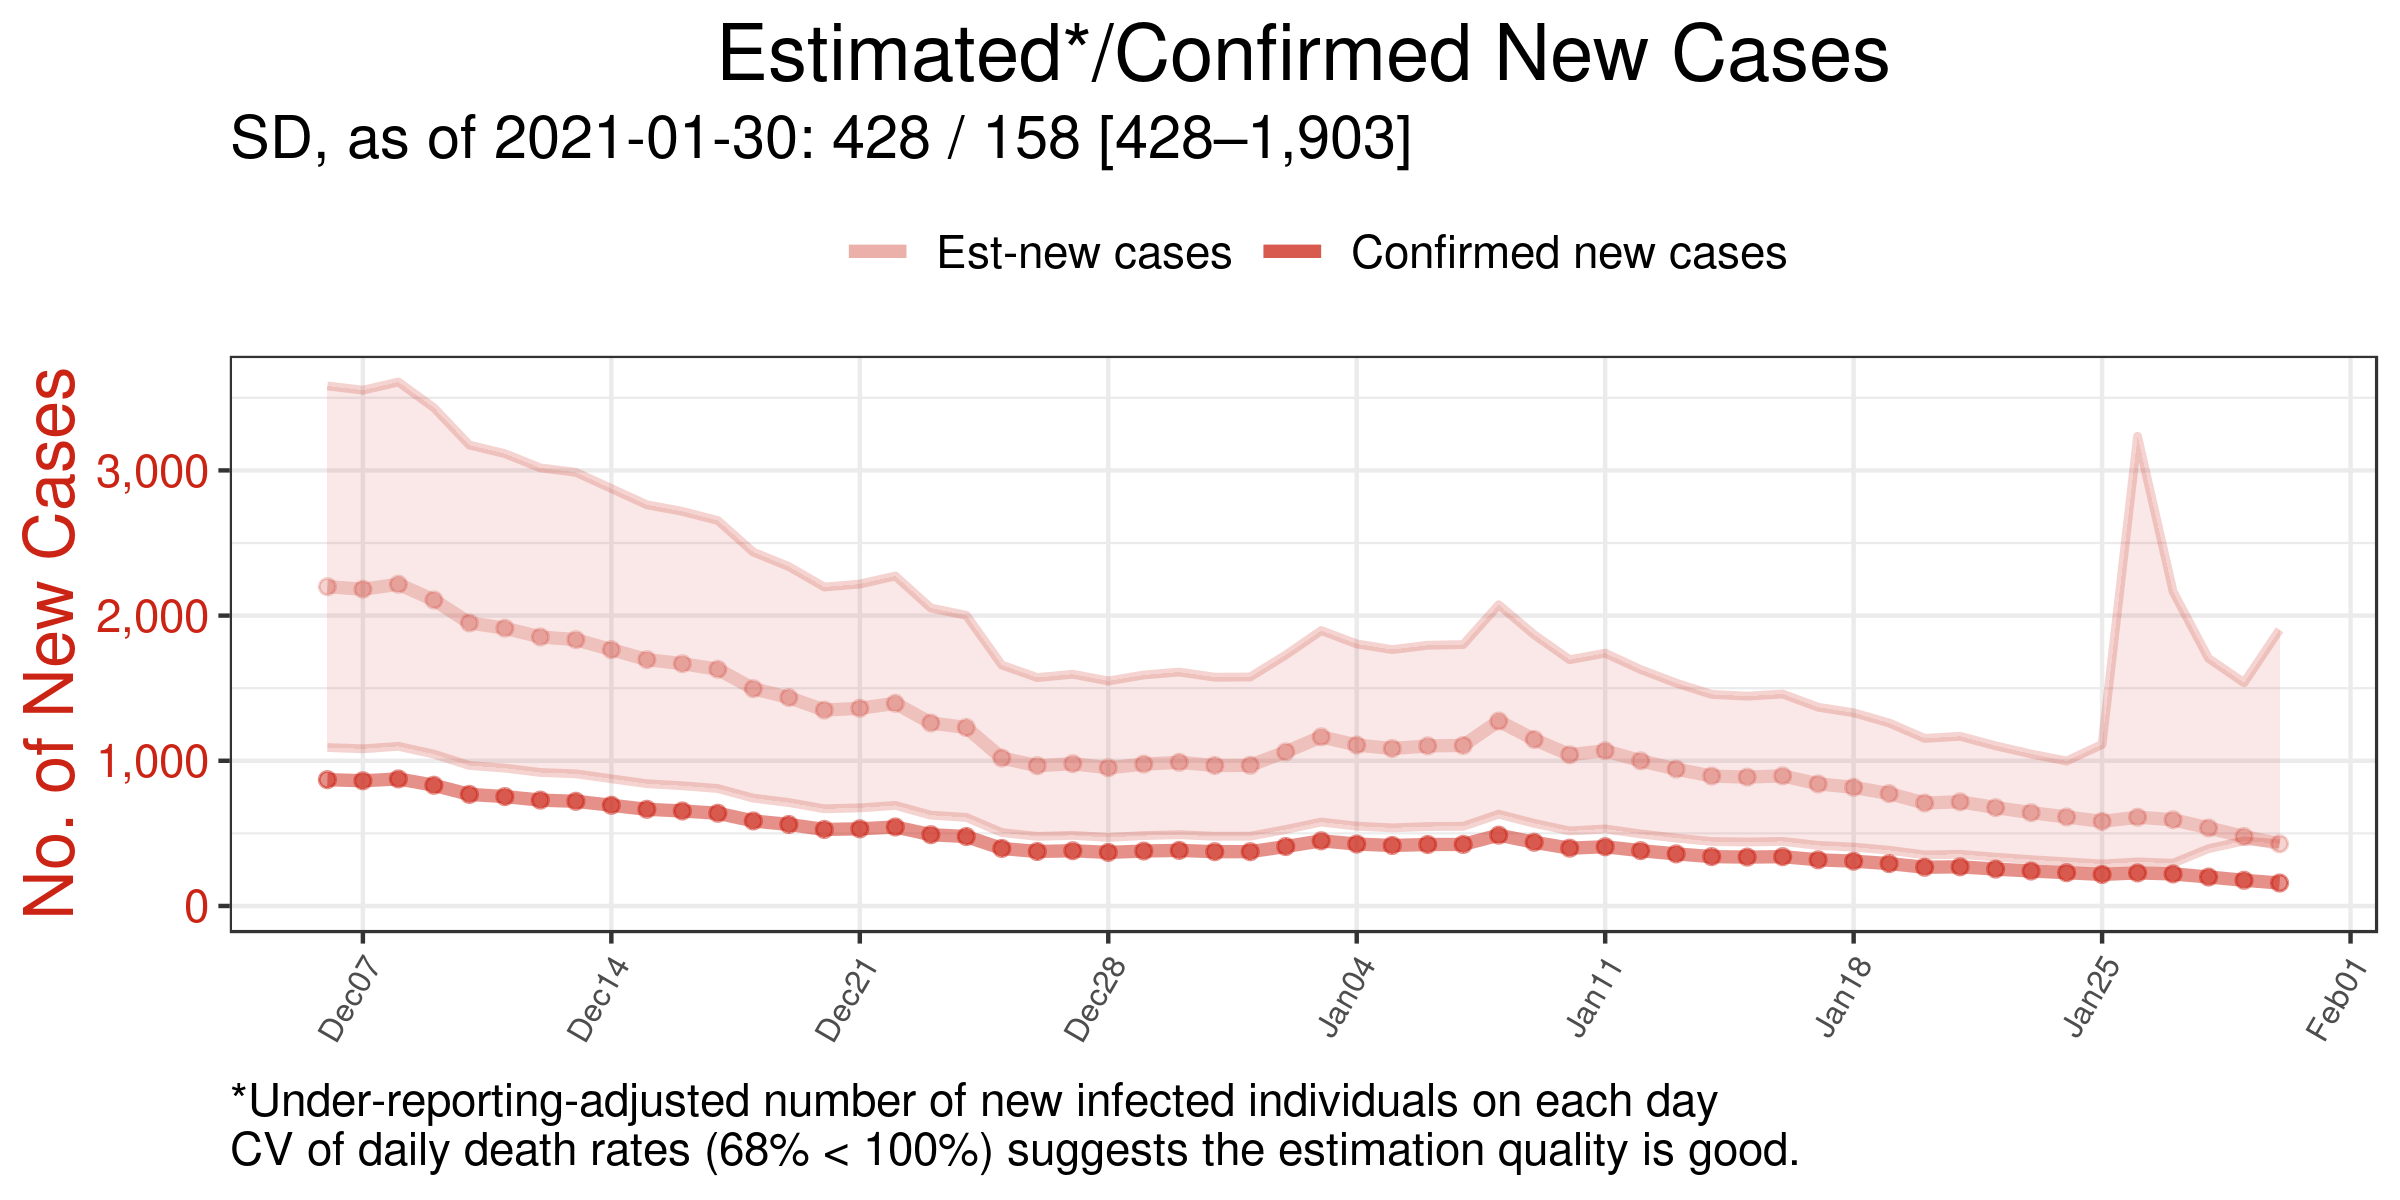 Estimated*/Confirmed New Cases
SD, as of 2021-01-30: 428 / 158 [428–1,903]
Est-new cases
Confirmed new cases
No. of New Cases
3,000
2,000
1,000
0
Dec07
Dec14
Dec21
Dec28
Jan04
Jan11
Jan18
Jan25
Feb01
*Under-reporting-adjusted number of new infected individuals on each day
CV of daily death rates (68% < 100%) suggests the estimation quality is good.